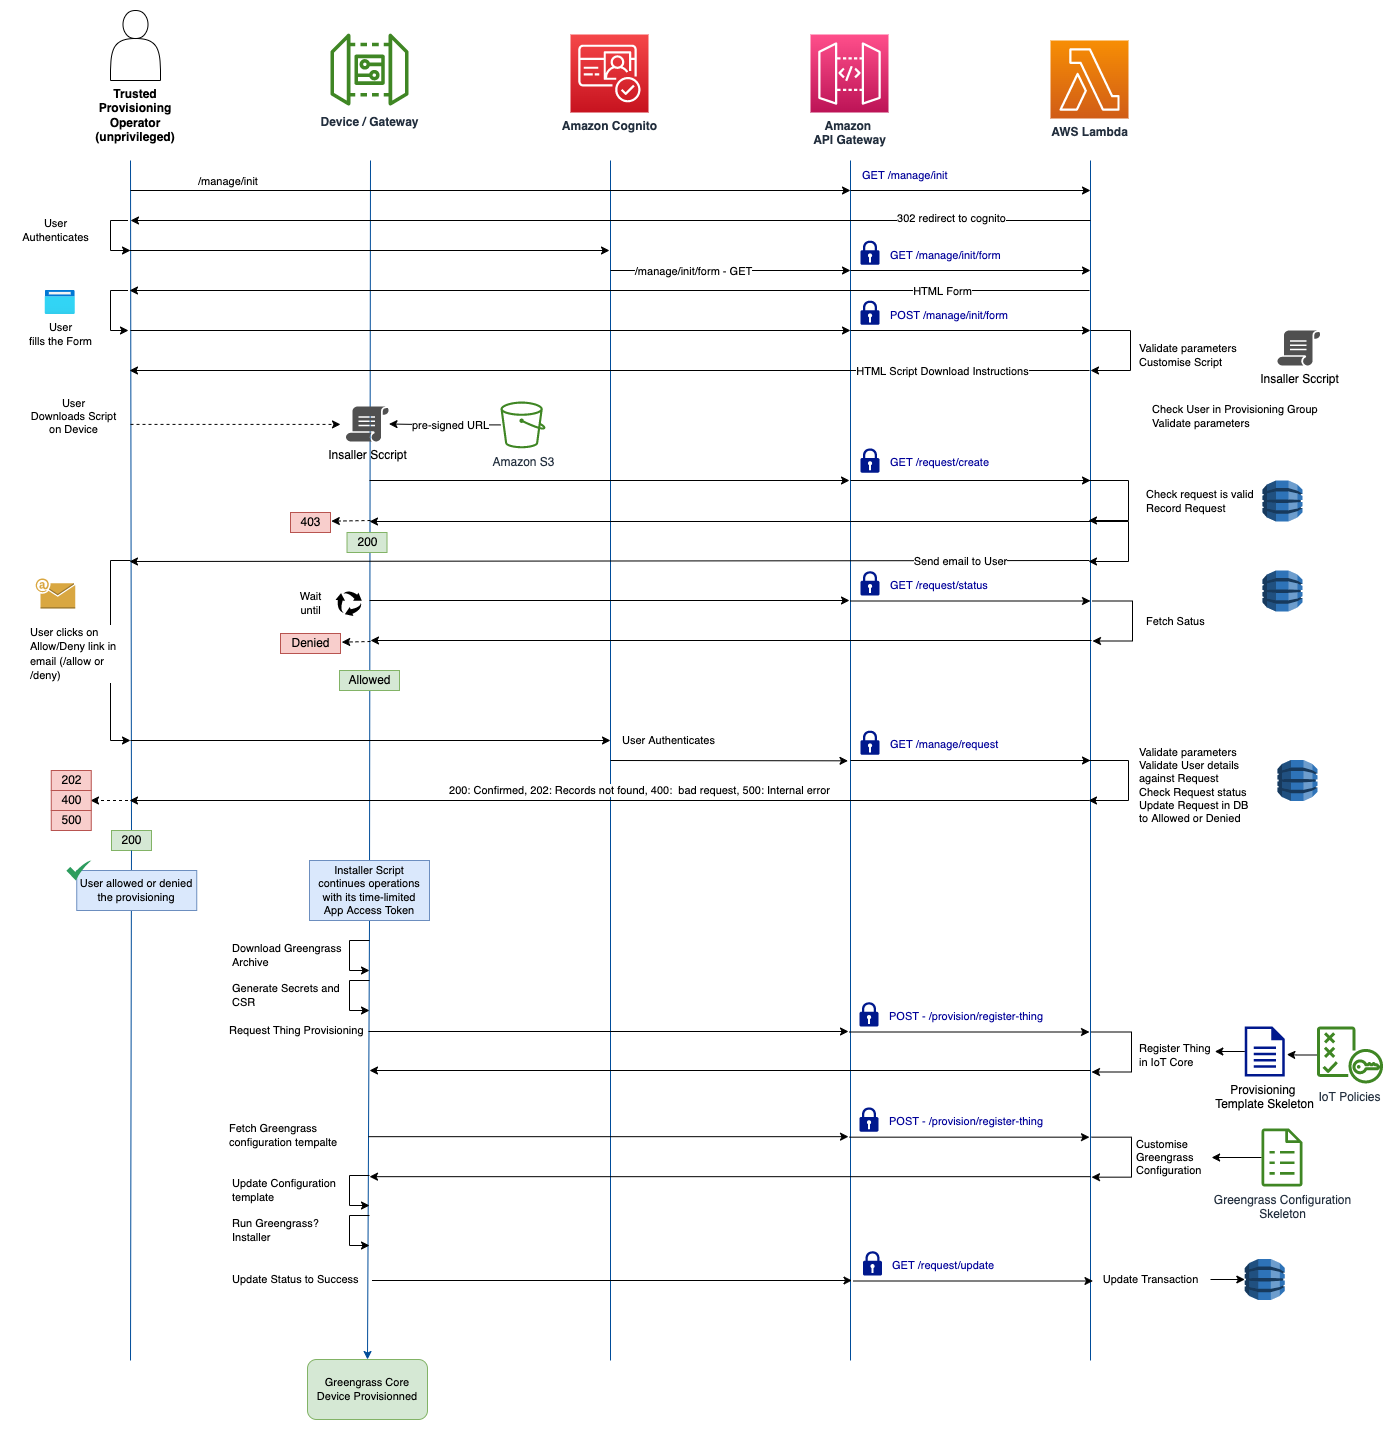 Trusted
Provisioning
Operator
(unprivileged)
Device / Gateway
Amazon Cognito
Amazon
API Gateway
AWS Lambda
/manage/init
GET /manage/init
302 redirect to cognito
User
Authenticates
GET /manage/init/form
/manage/init/form - GET
HTML Form
User
fills the Form
POST /manage/init/form
Validate parameters
Customise Script
Insaller Sccript
HTML Script Download Instructions
User
Downloads Script
on Device
Insaller Sccript
pre-signed URL
Amazon S3
Check User in Provisioning Group
Validate parameters
GET /request/create
Check request is valid
Record Request
403
200
Send email to User
GET /request/status
Wait
until
Fetch Satus
User clicks on
Allow/Deny link in
email (/allow or
/deny)
Denied
Allowed
User Authenticates
GET /manage/request
Validate parameters
Validate User details
against Request
Check Request status
Update Request in DB
to Allowed or Denied
202
400
500
200: Confirmed, 202: Records not found, 400:  bad request, 500: Internal error
200
User allowed or denied
the provisioning
Installer Script
continues operations
with its time-limited
App Access Token
Download Greengrass
Archive
Generate Secrets and
CSR
Request Thing Provisioning
POST - /provision/register-thing
Register Thing
in IoT Core
Provisioning
Template Skeleton
IoT Policies
Fetch Greengrass
configuration tempalte
POST - /provision/register-thing
Customise
Greengrass
Configuration
Greengrass Configuration
Skeleton
Update Configuration
template
Run Greengrass?
Installer
Update Status to Success
GET /request/update
Update Transaction
Greengrass Core
Device Provisionned